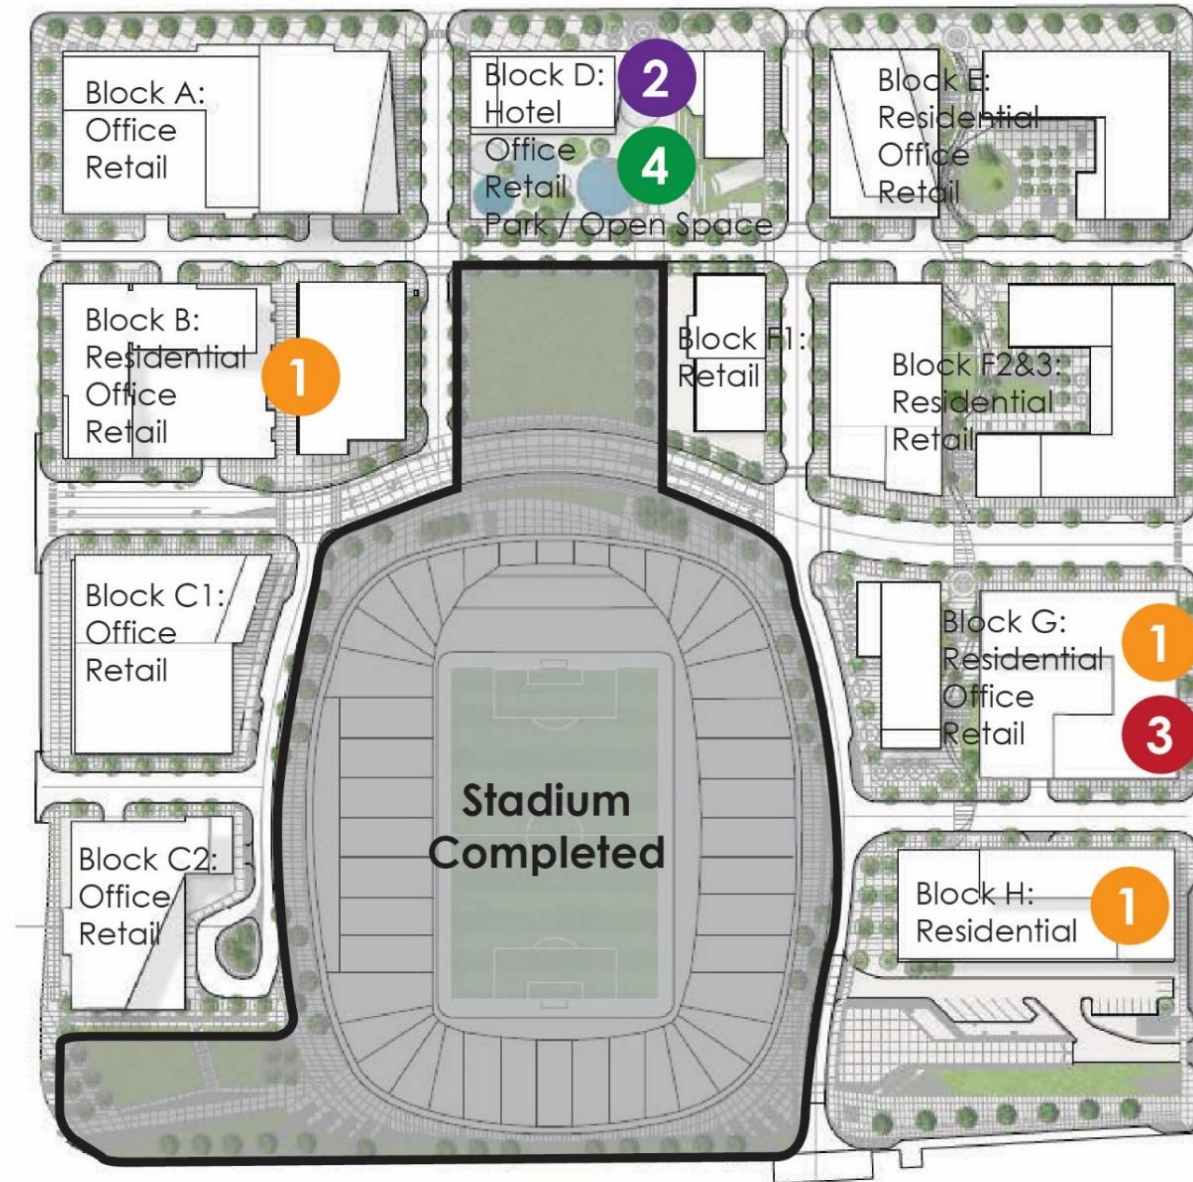 Block A:
Office
Retail
Block D:
Hotel
Office
Retail
Park / Open Space
2
4
Block E:
Residential
Office
Retail
Block B:
Residential
Office
Retail
1
Block F1:
Retail
Block F2&3:
Residential
Retail
Block C1:
Office
Retail
Block G:
Residential
Office
Retail
1
3
Stadium
Completed
Block C2:
Office
Retail
Block H:
Residential
1